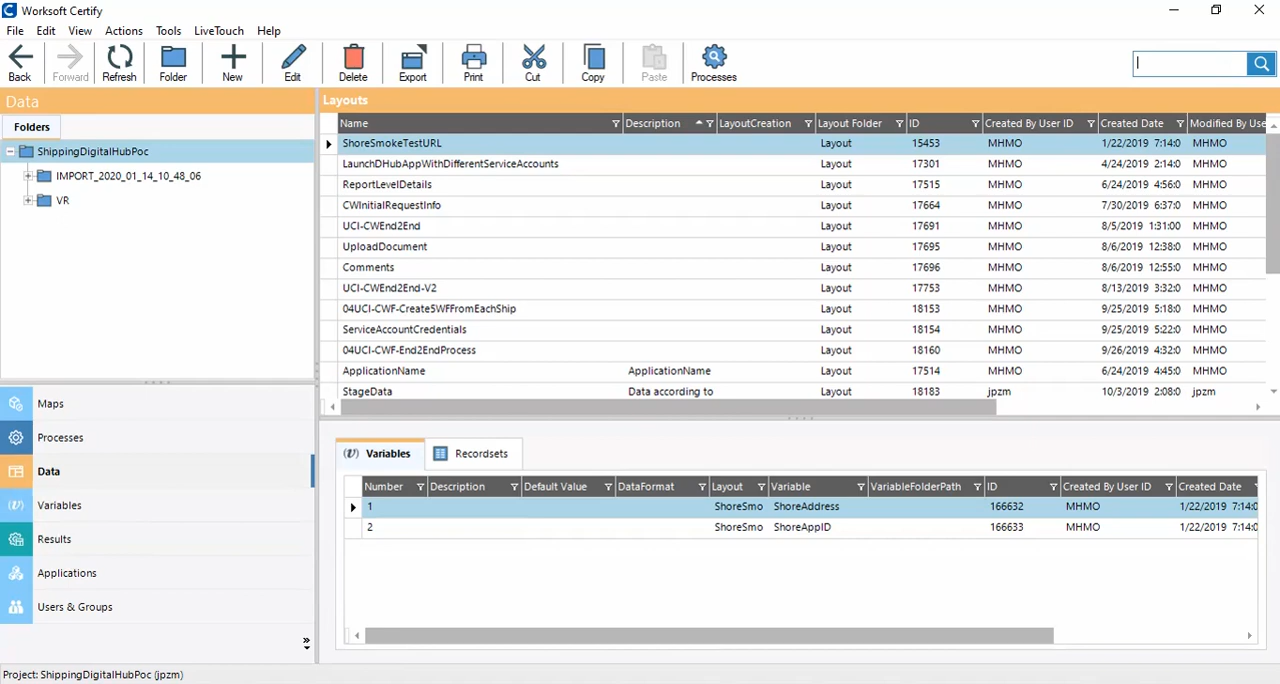 Worksoft Certify
File Edit View Actions Tools LiveTouch Help
Back Forward Refresh Folder New Edit Delete Export Print Cut Copy Paste Processes
Data
Folders
ShippingDigitalHubPoc
IMPORT_2020_01_14_10_48_06
VR
Maps
Processes
Data
Variables
Results
Applications
Users & Groups
Layouts
Name Description LayoutCreation Layout Folder ID Created By User ID Created Date Modified By Use
ShoreSmokeTestURL Layout 15453 MHMO 1/22/2019 7:14:0 MHMO
LaunchDHubAppWithDifferentServiceAccounts Layout 17301 MHMO 4/24/2019 2:14:0 MHMO
ReportLevelDetails Layout 17515 MHMO 6/24/2019 4:56:0 MHMO
CWInitialRequestInfo Layout 17664 MHMO 7/30/2019 6:37:0 MHMO
UCI-CWEnd2End Layout 17691 MHMO 8/5/2019 1:31:00 MHMO
UploadDocument Layout 17695 MHMO 8/6/2019 12:38:0 MHMO
Comments Layout 17696 MHMO 8/6/2019 12:55:0 MHMO
UCI-CWEnd2End-V2 Layout 17753 MHMO 8/13/2019 3:32:0 MHMO
04UCI-CWF-CreateSWFFromEachShip Layout 18153 MHMO 9/25/2019 5:18:0 MHMO
ServiceAccountCredentials Layout 18154 MHMO 9/25/2019 5:22:0 MHMO
04UCI-CWF-End2EndProcess Layout 18160 MHMO 9/26/2019 4:32:0 MHMO
ApplicationName ApplicationName Layout 17514 MHMO 6/24/2019 4:45:0 MHMO
StageData Data according to Layout 18183 jpzm 10/3/2019 2:08:0 jpzm
Variables Recordsets
Number Description Default Value DataFormat Layout Variable VariableFolderPath ID Created By User ID Created Date
1 ShoreSmo ShoreAddress 166632 MHMO 1/22/2019 7:14:0
2 ShoreSmo ShoreAppID 166633 MHMO 1/22/2019 7:14:0
Project: ShippingDigitalHubPoc (jpzm)